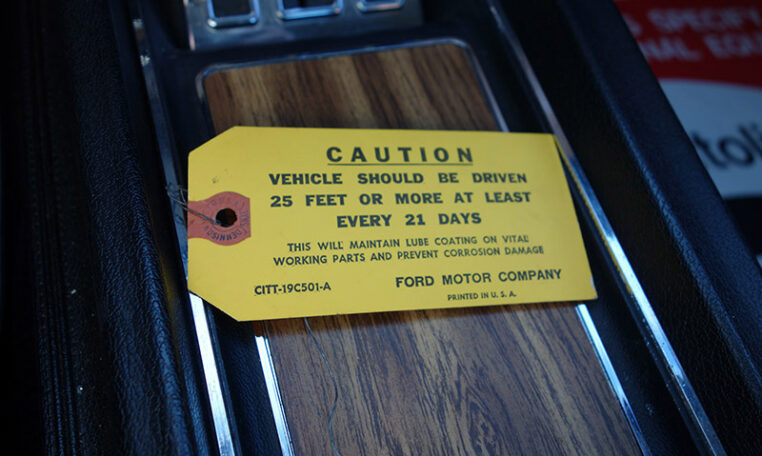 CAUTION
VEHICLE SHOULD BE DRIVEN
25 FEET OR MORE AT LEAST
EVERY 21 DAYS
THIS WILL MAINTAIN LUBE COATING ON VITAL
WORKING PARTS AND PREVENT CORROSION DAMAGE
CITT-19C501-A
FORD MOTOR COMPANY
PRINTED IN U. S. A.
SPECIFY